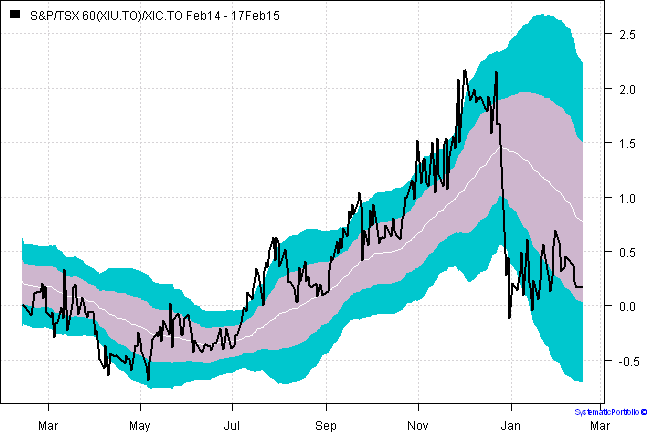 S&P/TSX 60(XIU.TO)/XIC.TO Feb14 - 17Feb15
2.5
2.0
1.5
1.0
0.5
0.0
-0.5
SystematicPortfolio ©
Mar May Jul Sep Nov Jan Mar